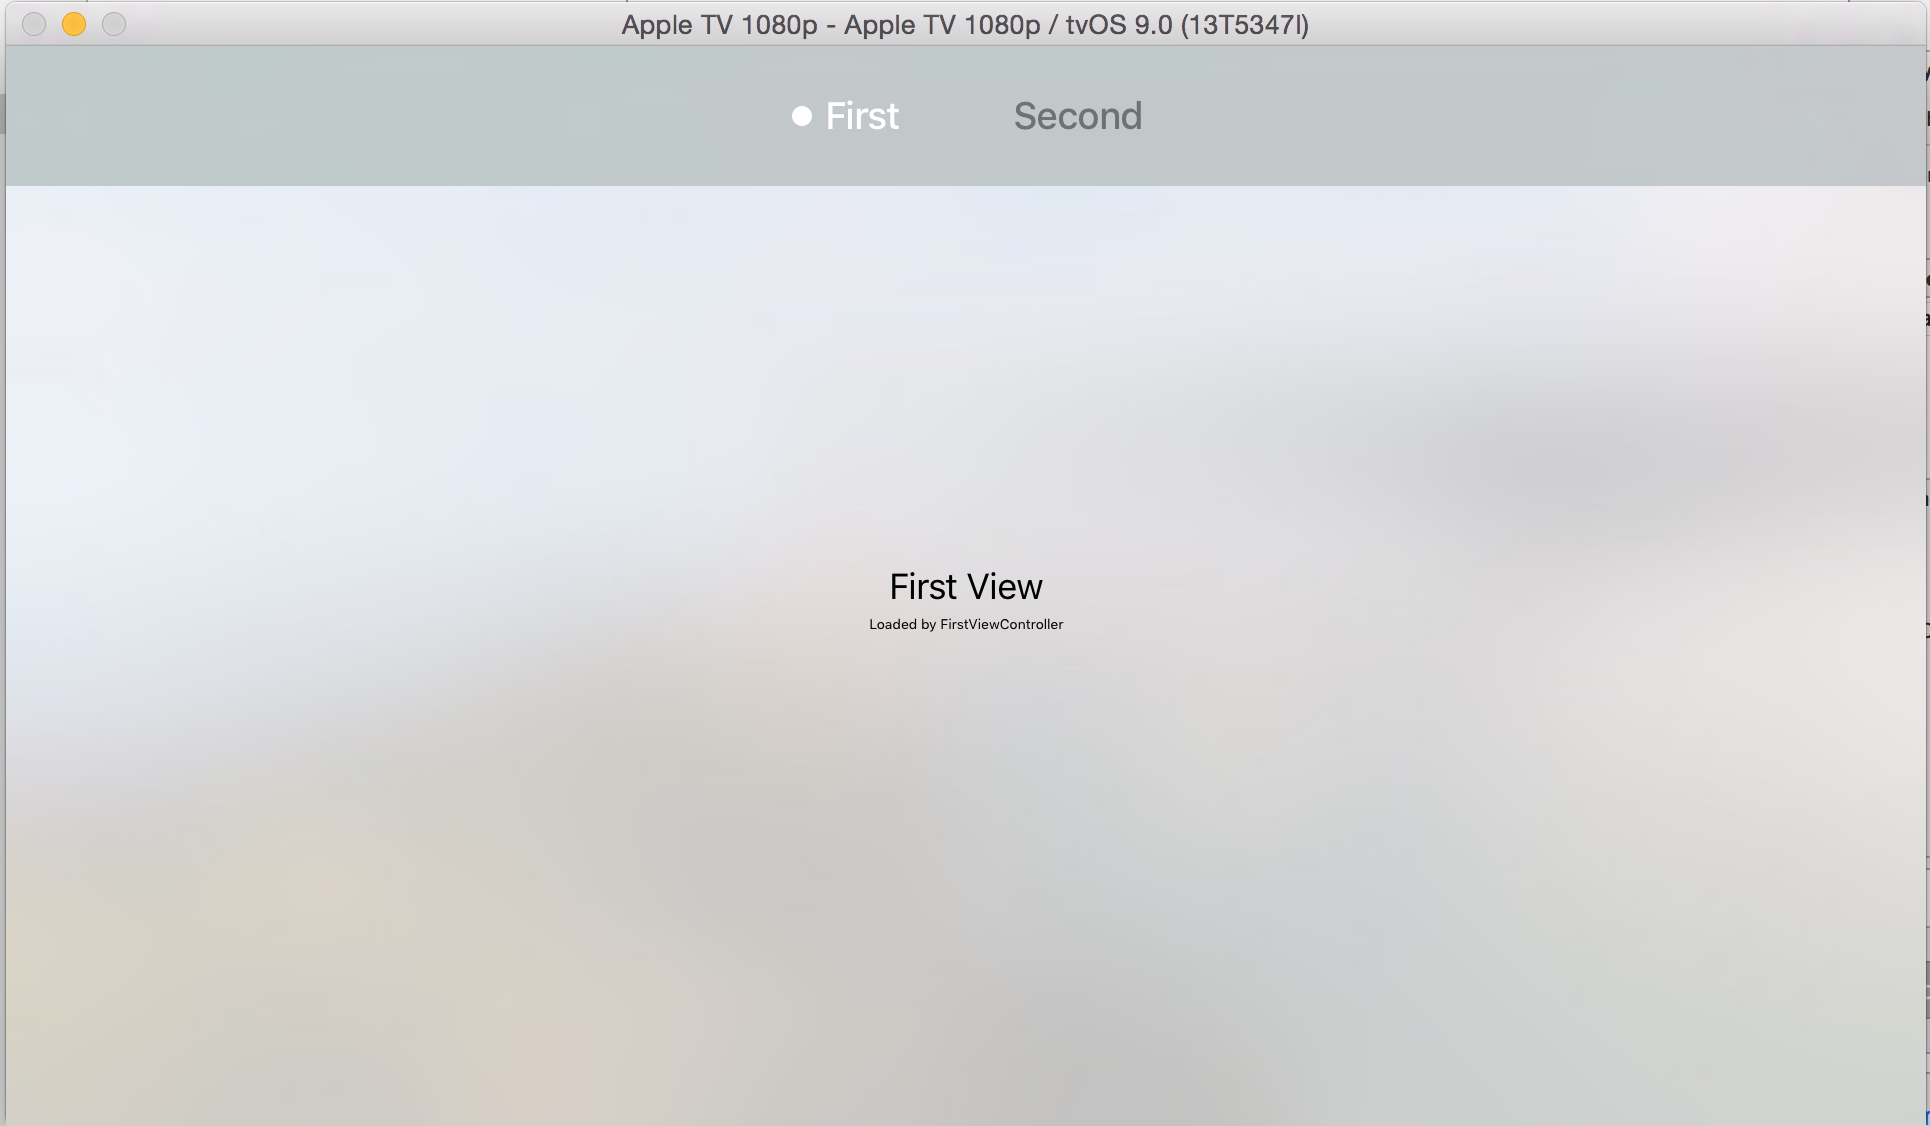 Apple TV 1080p - Apple TV 1080p / tvOS 9.0 (13T5347l)
First Second
First View
Loaded by FirstViewController